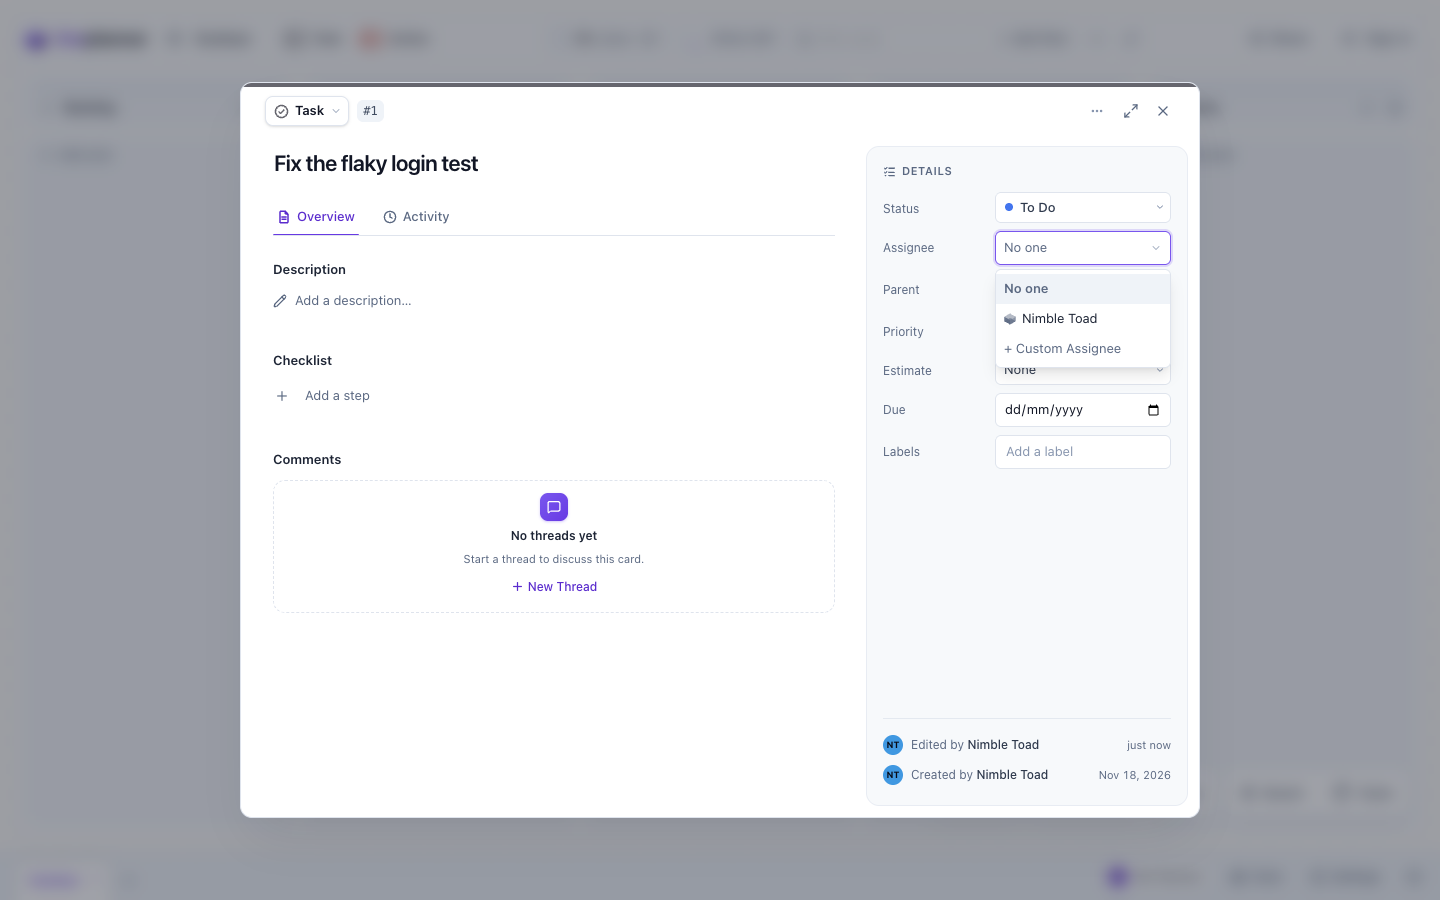 Task
#1
Fix the flaky login test
Overview
Activity
Description
Add a description...
Checklist
Add a step
Comments
No threads yet
Start a thread to discuss this card.
+ New Thread
DETAILS
Status
To Do
Assignee
No one
No one
Nimble Toad
+ Custom Assignee
Parent
Priority
Estimate
None
Due
dd/mm/yyyy
Labels
Add a label
NT
Edited by Nimble Toad
just now
NT
Created by Nimble Toad
Nov 18, 2026